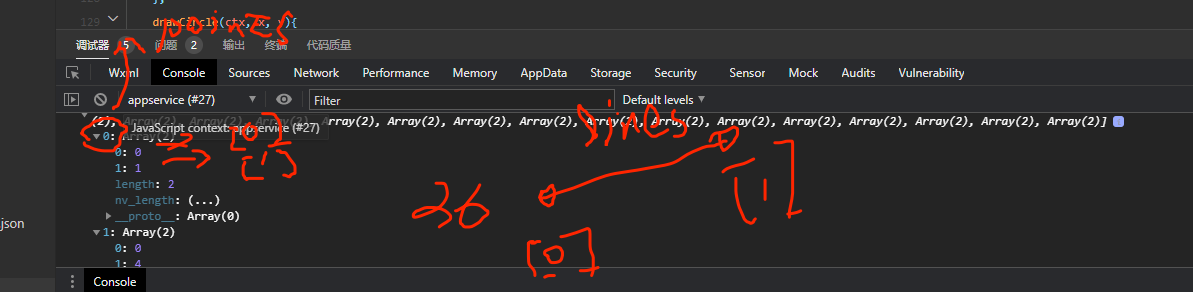 129 drawCircle(ctx, x, y){
points
调试器 5 问题 2 输出 终端 代码质量
Wxml Console Sources Network Performance Memory AppData Storage Security Sensor Mock Audits Vulnerability
appservice (#27) Filter Default levels
(2), Array(2), Array(2), Array(2), Array(2), Array(2), Array(2), Array(2), Array(2), Array(2), Array(2), Array(2), Array(2), Array(2), Array(2)]
JavaScript context: appservice (#27)
lines
0: Array(2)
[0]
0: 0
1: 1
[1]
[1]
length: 2
nv_length: (...)
36
__proto__: Array(0)
json
1: Array(2)
0: 0
[0]
1: 4
Console